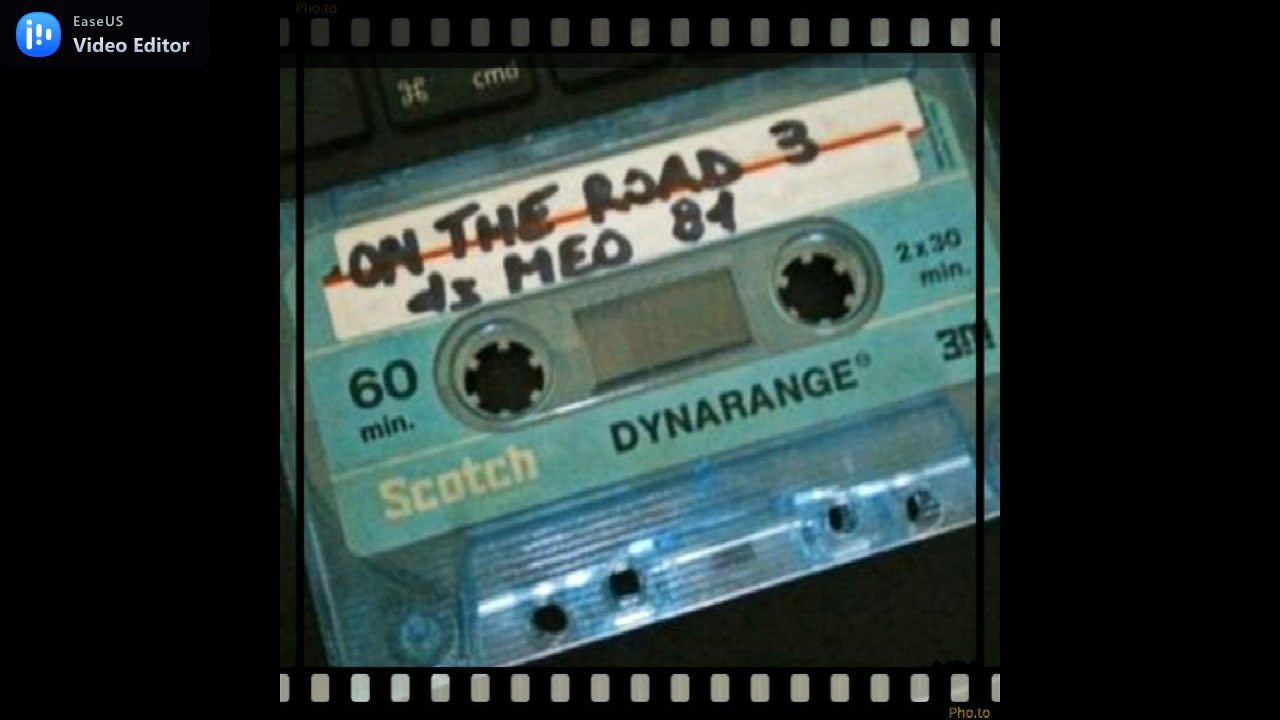 Pho.to
EaseUS
Video Editor
⌘ cmd
ON THE ROAD 3
dJ MEO 81
2x30
min.
60
min.
3M
DYNARANGE®
Scotch
Pho.to